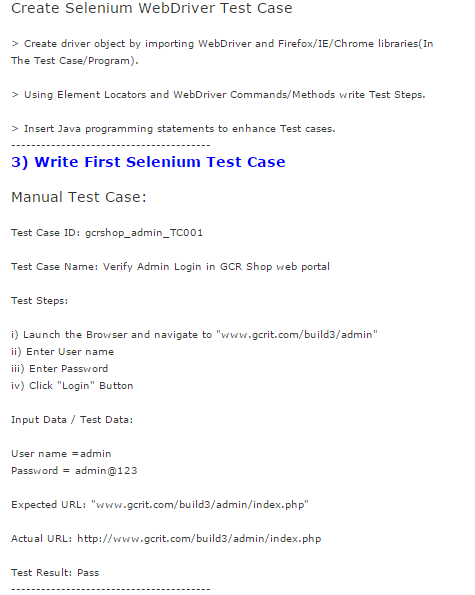 Create Selenium WebDriver Test Case
> Create driver object by importing WebDriver and Firefox/IE/Chrome libraries(In
The Test Case/Program).
> Using Element Locators and WebDriver Commands/Methods write Test Steps.
> Insert Java programming statements to enhance Test cases.
----------------------------------------
3) Write First Selenium Test Case
Manual Test Case:
Test Case ID: gcrshop_admin_TC001
Test Case Name: Verify Admin Login in GCR Shop web portal
Test Steps:
i) Launch the Browser and navigate to "www.gcrit.com/build3/admin"
ii) Enter User name
iii) Enter Password
iv) Click "Login" Button
Input Data / Test Data:
User name =admin
Password = admin@123
Expected URL: "www.gcrit.com/build3/admin/index.php"
Actual URL: http://www.gcrit.com/build3/admin/index.php
Test Result: Pass
----------------------------------------